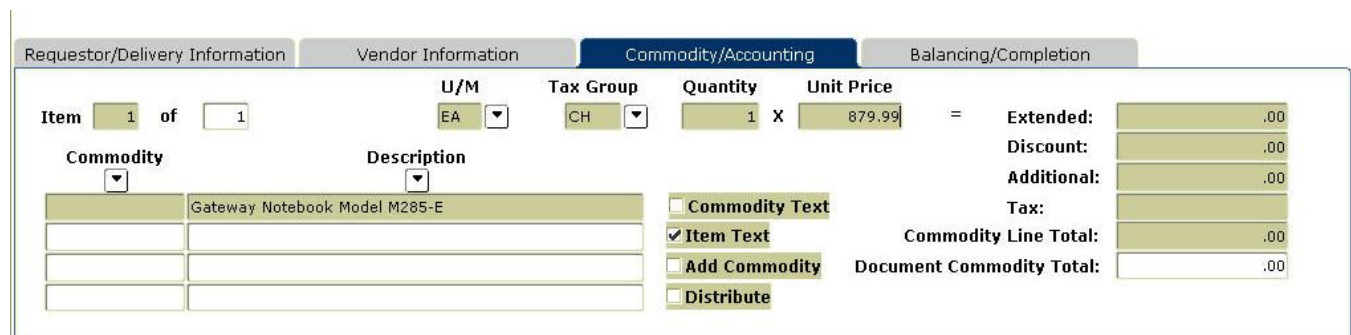 Requestor/Delivery Information Vendor Information Commodity/Accounting Balancing/Completion
U/M Tax Group Quantity Unit Price
Item 1 of 1 EA CH 1 X 879.99 = Extended: .00
Discount: .00
Commodity Description
Additional: .00
Gateway Notebook Model M285-E Commodity Text Tax:
Item Text Commodity Line Total: .00
Add Commodity Document Commodity Total: .00
Distribute